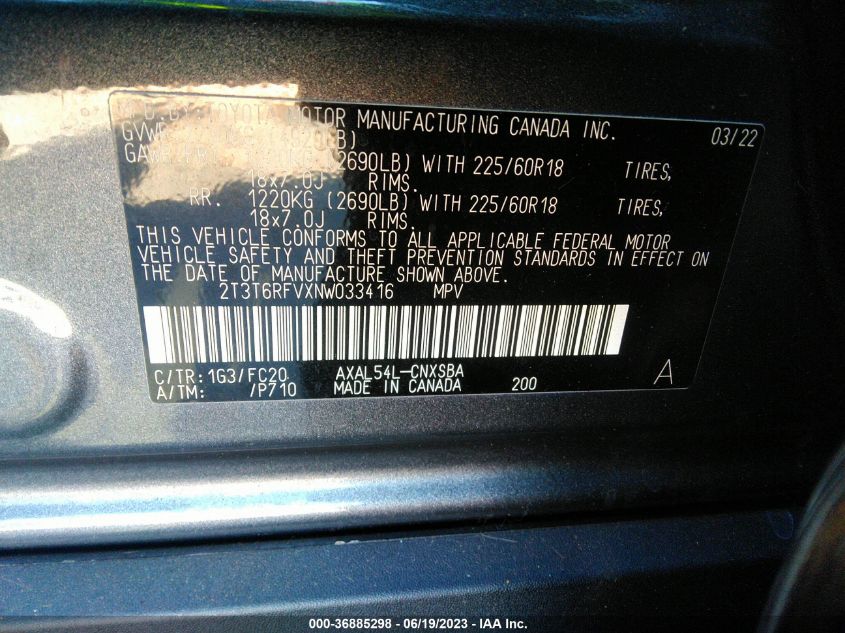 TOYOTA MOTOR MANUFACTURING CANADA INC. 03/22
(2690LB) WITH 225/60R18 TIRES,
18x7.0J RIMS.
RR. 1220KG (2690LB) WITH 225/60R18 TIRES,
18x7.0J RIMS.
THIS VEHICLE CONFORMS TO ALL APPLICABLE FEDERAL MOTOR
VEHICLE SAFETY AND THEFT PREVENTION STANDARDS IN EFFECT ON
THE DATE OF MANUFACTURE SHOWN ABOVE.
2T3T6RFVXNW033416 MPV
C/TR: 1G3/FC20 AXAL54L-CNXSBA
A/TM: /P710 MADE IN CANADA 200 A
000-36885298 - 06/19/2023 - IAA Inc.